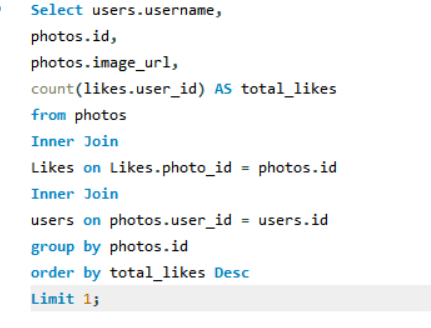 Select users.username,
photos.id,
photos.image_url,
count(likes.user_id) AS total_likes
from photos
Inner Join
Likes on Likes.photo_id = photos.id
Inner Join
users on photos.user_id = users.id
group by photos.id
order by total_likes Desc
Limit 1;